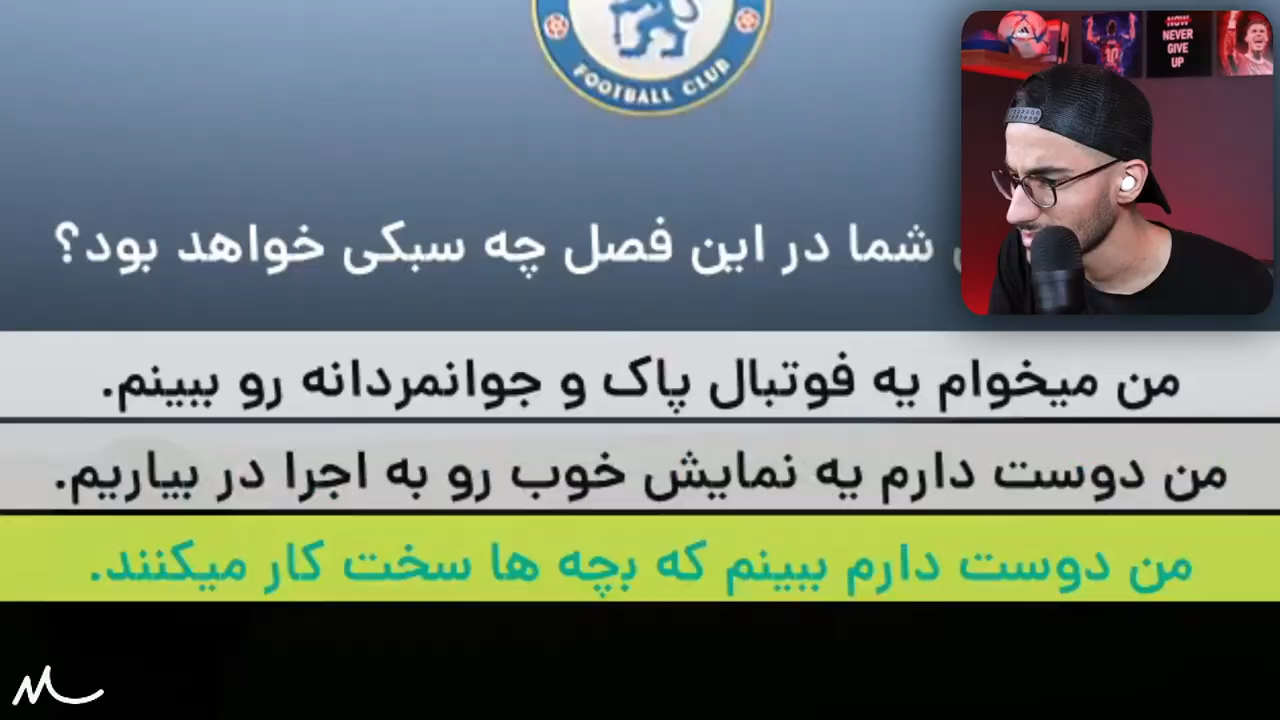 FOOTBALL CLUB
NOW
NEVER
GIVE
UP
10
شما در این فصل چه سبکی خواهد بود؟
من میخوام یه فوتبال پاک و جوانمردانه رو ببینم.
من دوست دارم یه نمایش خوب رو به اجرا در بیاریم.
من دوست دارم ببینم که بچه ها سخت کار میکنند.